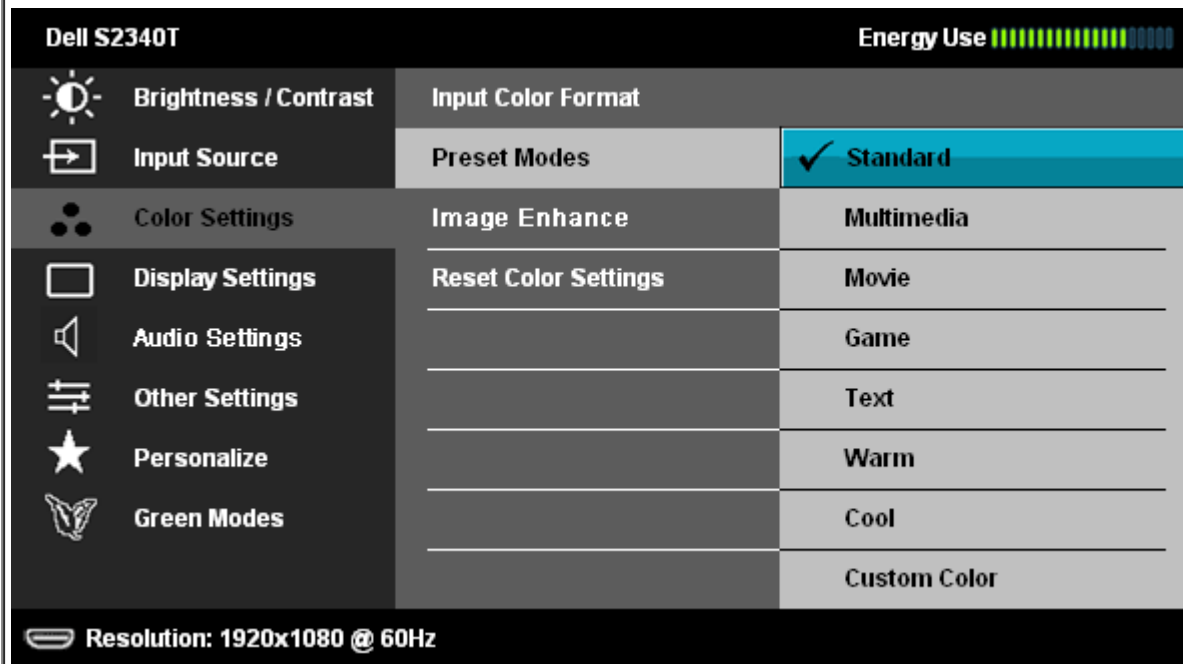 Dell S2340T Energy Use
Brightness / Contrast Input Color Format
Input Source Preset Modes Standard
Color Settings Image Enhance Multimedia
Display Settings Reset Color Settings Movie
Audio Settings Game
Other Settings Text
Personalize Warm
Green Modes Cool
Custom Color
Resolution: 1920x1080 @ 60Hz